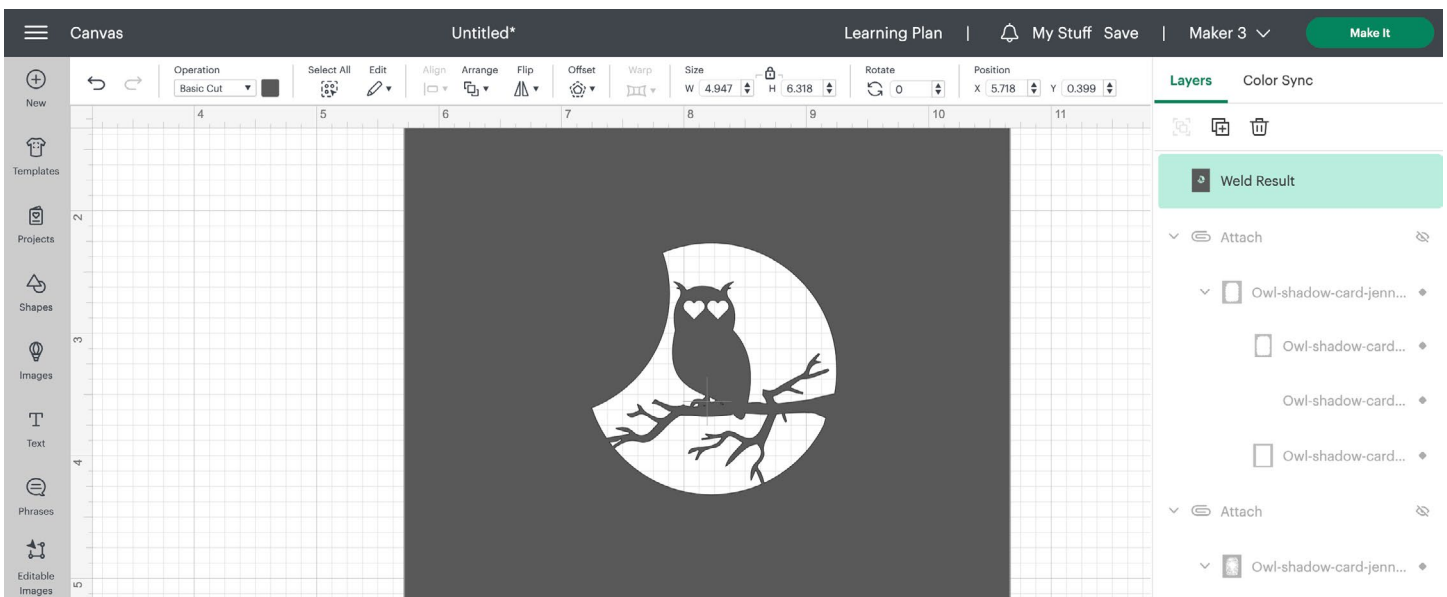 Canvas
Untitled*
Learning Plan | My Stuff Save | Maker 3
Make It
New
Operation
Basic Cut
Select All
Edit
Align
Arrange
Flip
Offset
Warp
Size
W 4.947
H 6.318
Rotate
0
Position
X 5.718
Y 0.399
Layers
Color Sync
4 5 6 7 8 9 10 11
2
3
4
5
Templates
Projects
Shapes
Images
T
Text
Phrases
Editable
Images
Weld Result
Attach
Owl-shadow-card-jenn...
Owl-shadow-card...
Owl-shadow-card...
Owl-shadow-card...
Attach
Owl-shadow-card-jenn...